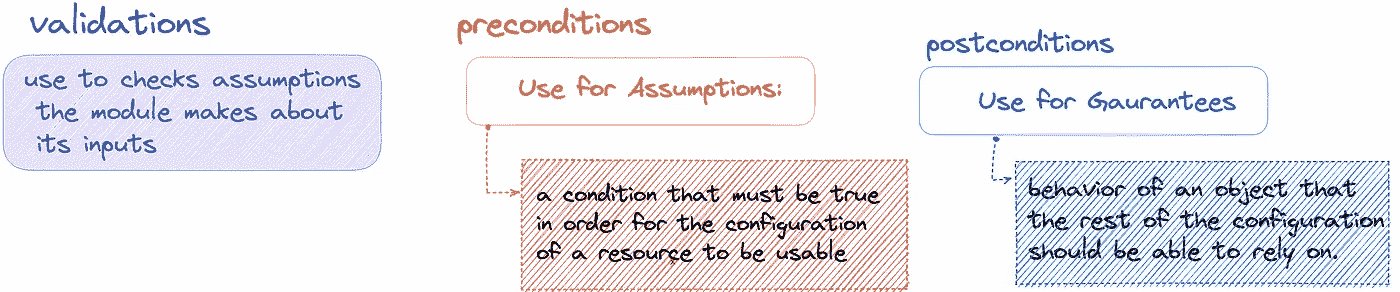 validations
use to checks assumptions
the module makes about
its inputs
preconditions
Use for Assumptions:
a condition that must be true
in order for the configuration
of a resource to be usable
postconditions
Use for Gaurantees
behavior of an object that
the rest of the configuration
should be able to rely on.